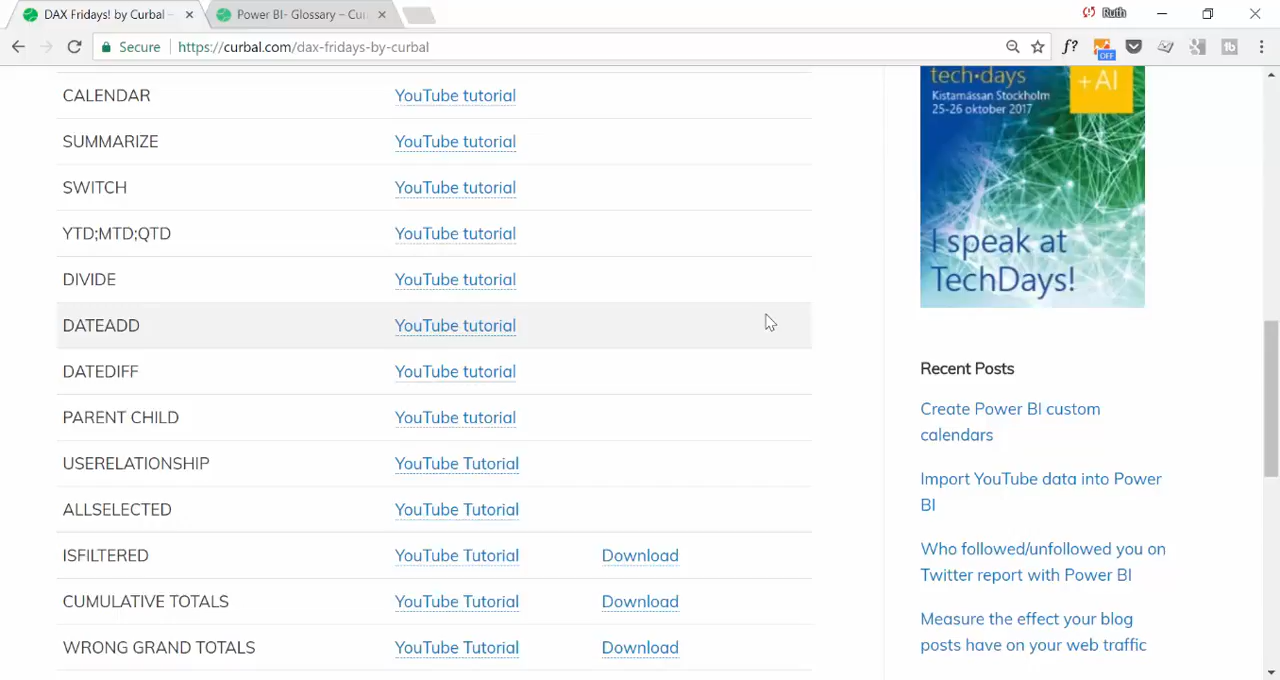 DAX Fridays! by Curbal -
Power BI- Glossary – Cur
Ruth
Secure
https://curbal.com/dax-fridays-by-curbal
f?
OFF
CALENDAR YouTube tutorial
SUMMARIZE YouTube tutorial
SWITCH YouTube tutorial
YTD;MTD;QTD YouTube tutorial
DIVIDE YouTube tutorial
DATEADD YouTube tutorial
DATEDIFF YouTube tutorial
PARENT CHILD YouTube tutorial
USERELATIONSHIP YouTube Tutorial
ALLSELECTED YouTube Tutorial
ISFILTERED YouTube Tutorial Download
CUMULATIVE TOTALS YouTube Tutorial Download
WRONG GRAND TOTALS YouTube Tutorial Download
tech•days
Kistamässan Stockholm
25-26 oktober 2017
+AI
I speak at
TechDays!
Recent Posts
Create Power BI custom
calendars
Import YouTube data into Power
BI
Who followed/unfollowed you on
Twitter report with Power BI
Measure the effect your blog
posts have on your web traffic